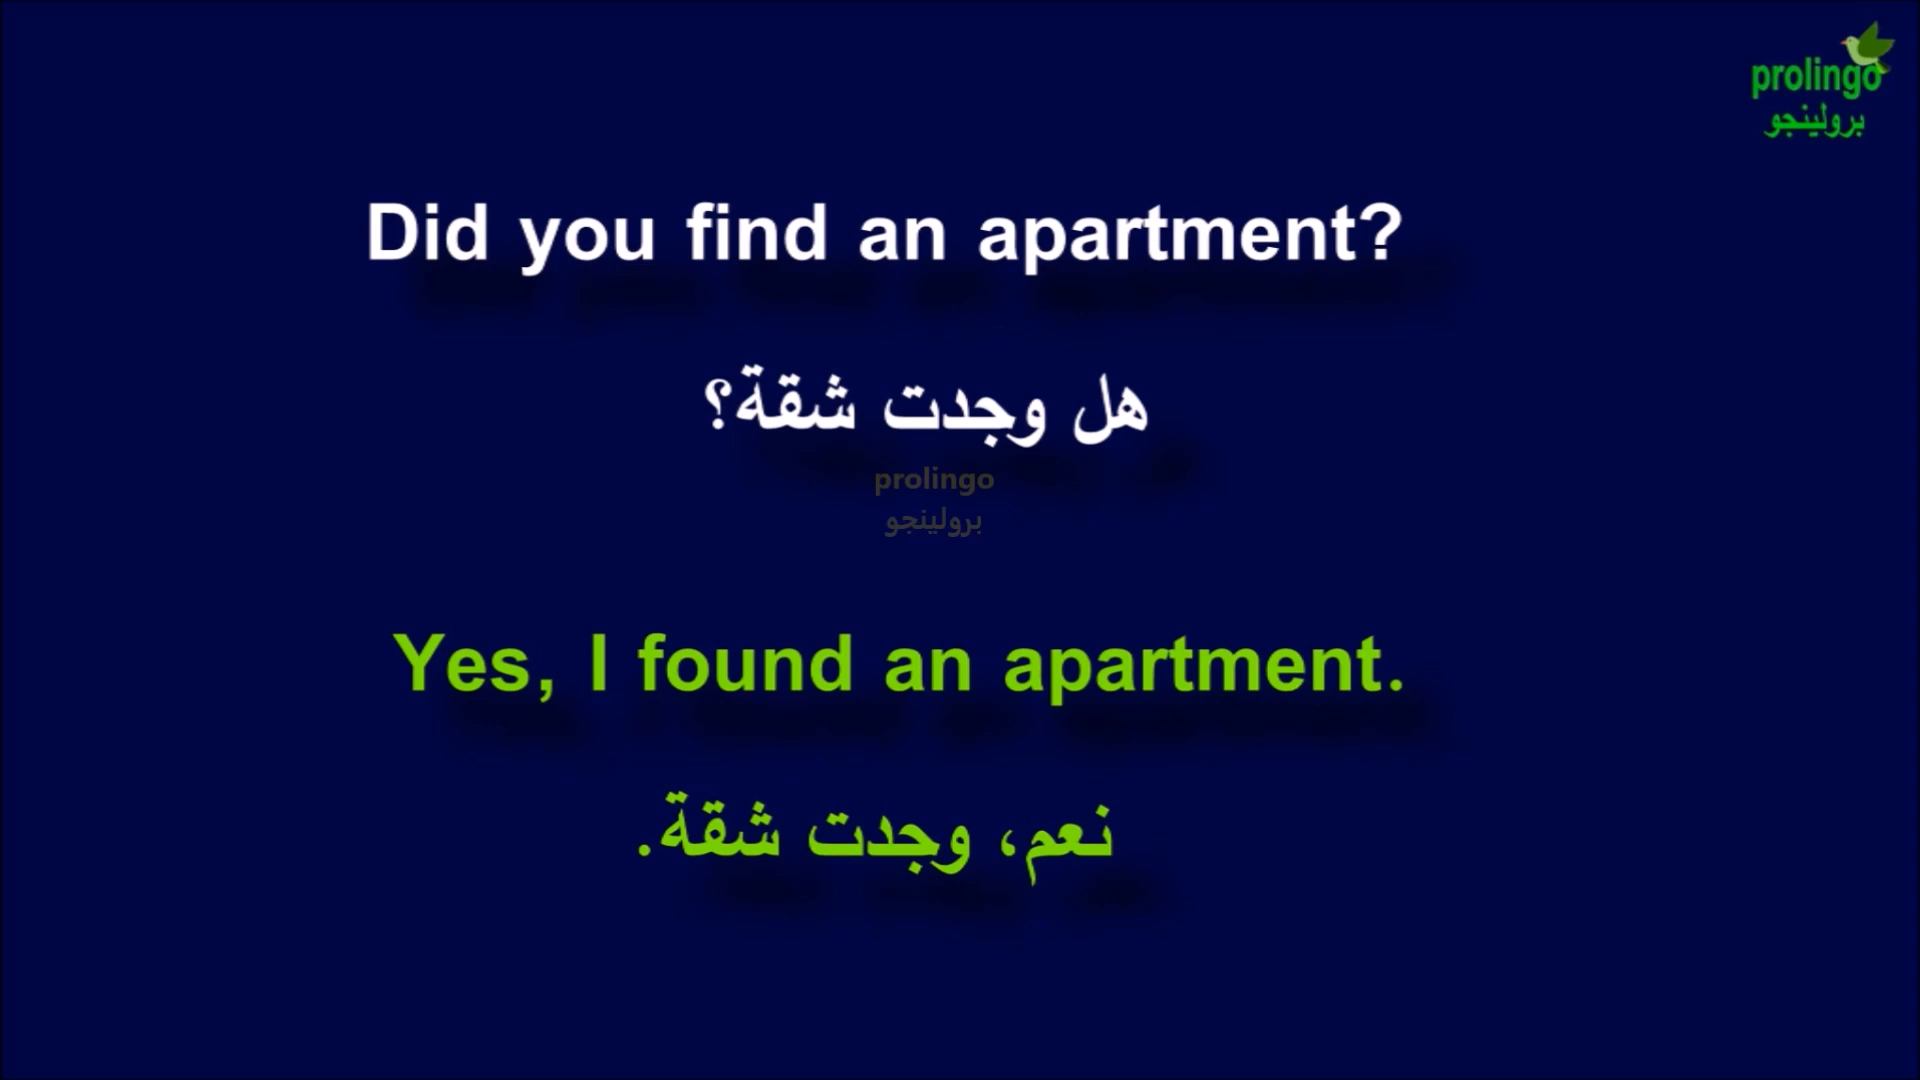 prolingo
برولينجو
Did you find an apartment?
هل وجدت شقة؟
prolingo
برولينجو
Yes, I found an apartment.
نعم، وجدت شقة.